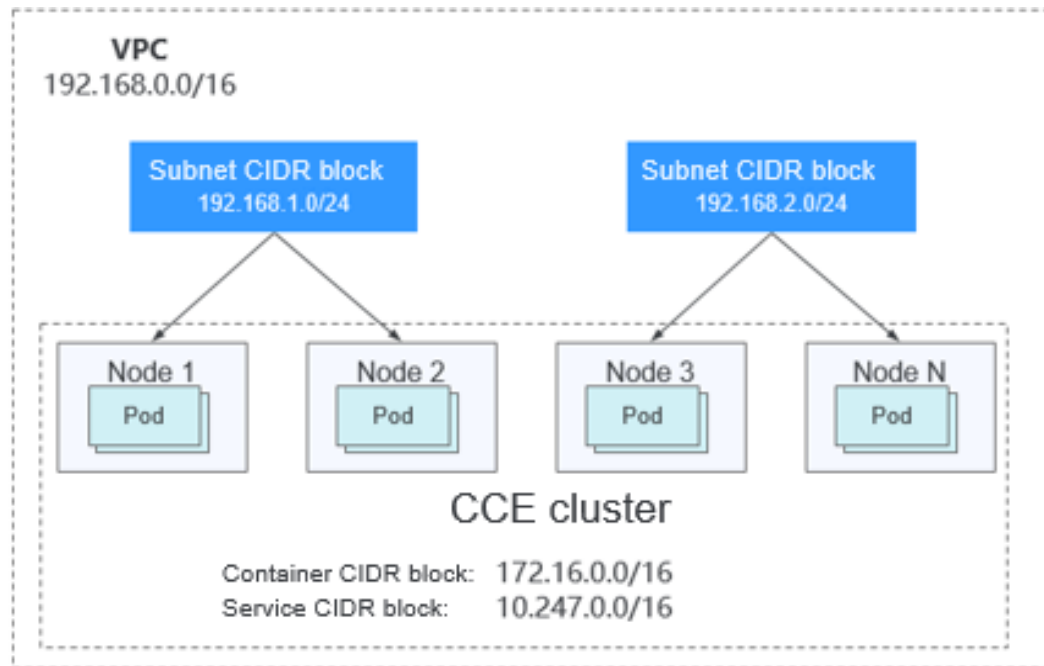 VPC
192.168.0.0/16
Subnet CIDR block
192.168.1.0/24
Subnet CIDR block
192.168.2.0/24
Node 1
Pod
Node 2
Pod
Node 3
Pod
Node N
Pod
CCE cluster
Container CIDR block: 172.16.0.0/16
Service CIDR block: 10.247.0.0/16